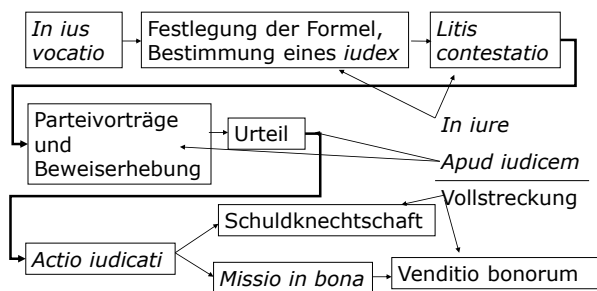 In ius
vocatio
Festlegung der Formel,
Bestimmung eines iudex
Litis
contestatio
Parteivorträge
und
Beweiserhebung
Urteil
In iure
Apud iudicem
Vollstreckung
Schuldknechtschaft
Actio iudicati
Missio in bona
Venditio bonorum